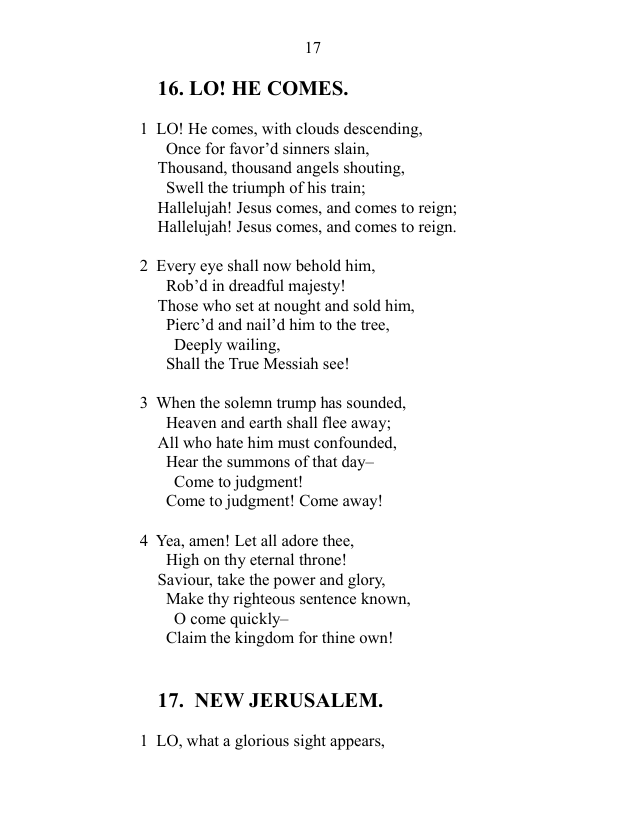 17
16. LO! HE COMES.
1 LO! He comes, with clouds descending,
Once for favor’d sinners slain,
Thousand, thousand angels shouting,
Swell the triumph of his train;
Hallelujah! Jesus comes, and comes to reign;
Hallelujah! Jesus comes, and comes to reign.
2 Every eye shall now behold him,
Rob’d in dreadful majesty!
Those who set at nought and sold him,
Pierc’d and nail’d him to the tree,
Deeply wailing,
Shall the True Messiah see!
3 When the solemn trump has sounded,
Heaven and earth shall flee away;
All who hate him must confounded,
Hear the summons of that day–
Come to judgment!
Come to judgment! Come away!
4 Yea, amen! Let all adore thee,
High on thy eternal throne!
Saviour, take the power and glory,
Make thy righteous sentence known,
O come quickly–
Claim the kingdom for thine own!
17. NEW JERUSALEM.
1 LO, what a glorious sight appears,